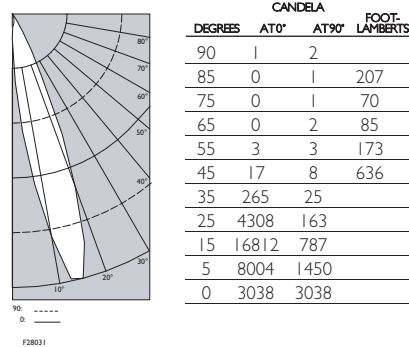 80°
70°
60°
50°
40°
30°
20°
10°
90: -----
0: ———
F28031
CANDELA
DEGREES AT0° AT90° FOOT-LAMBERTS
90 1 2
85 0 1 207
75 0 1 70
65 0 2 85
55 3 3 173
45 17 8 636
35 265 25
25 4308 163
15 16812 787
5 8004 1450
0 3038 3038